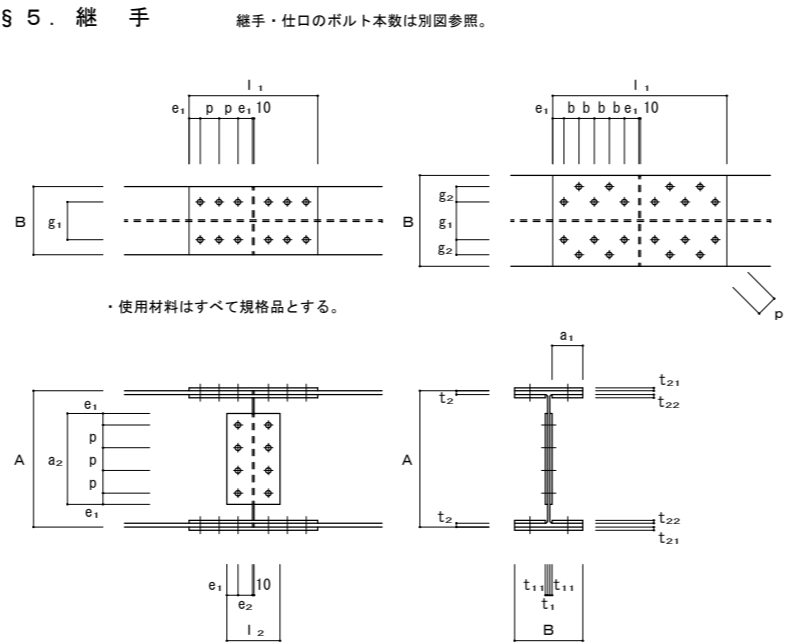 § 5. 継 手
継手・仕口のボルト本数は別図参照。
l₁
e₁ p p e₁ 10
B
g₁
l₁
e₁ b b b b e₁ 10
B
g₂
g₁
g₂
p
・使用材料はすべて規格品とする。
A
a₂
e₁
p
p
p
e₁
e₁ 10
e₂
l₂
a₁
t₂
t₂₁
t₂₂
A
t₂
t₂₂
t₂₁
t₁₁ t₁₁
t₁
B